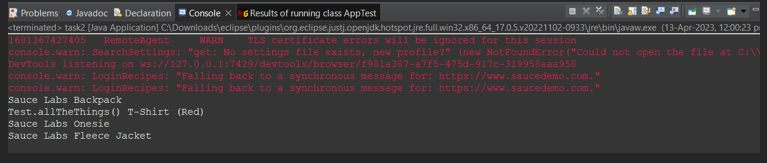 Problems Javadoc Declaration Console Results of running class AppTest
<terminated> task2 [Java Application] C:\Downloads\eclipse\plugins\org.eclipse.justj.openjdk.hotspot.jre.full.win32.x86_64_17.0.5.v20221102-0933\jre\bin\javaw.exe (13-Apr-2023, 12:00:23 p
1681367427405 RemoteAgent WARN TLS certificate errors will be ignored for this session
console.warn: SearchSettings: "get: No settings file exists, new profile?" (new NotFoundError("Could not open the file at C:\\
DevTools listening on ws://127.0.0.1:7429/devtools/browser/f981e387-a7f5-475d-917c-319958aaa950
console.warn: LoginRecipes: "Falling back to a synchronous message for: https://www.saucedemo.com."
console.warn: LoginRecipes: "Falling back to a synchronous message for: https://www.saucedemo.com."
Sauce Labs Backpack
Test.allTheThings() T-Shirt (Red)
Sauce Labs Onesie
Sauce Labs Fleece Jacket